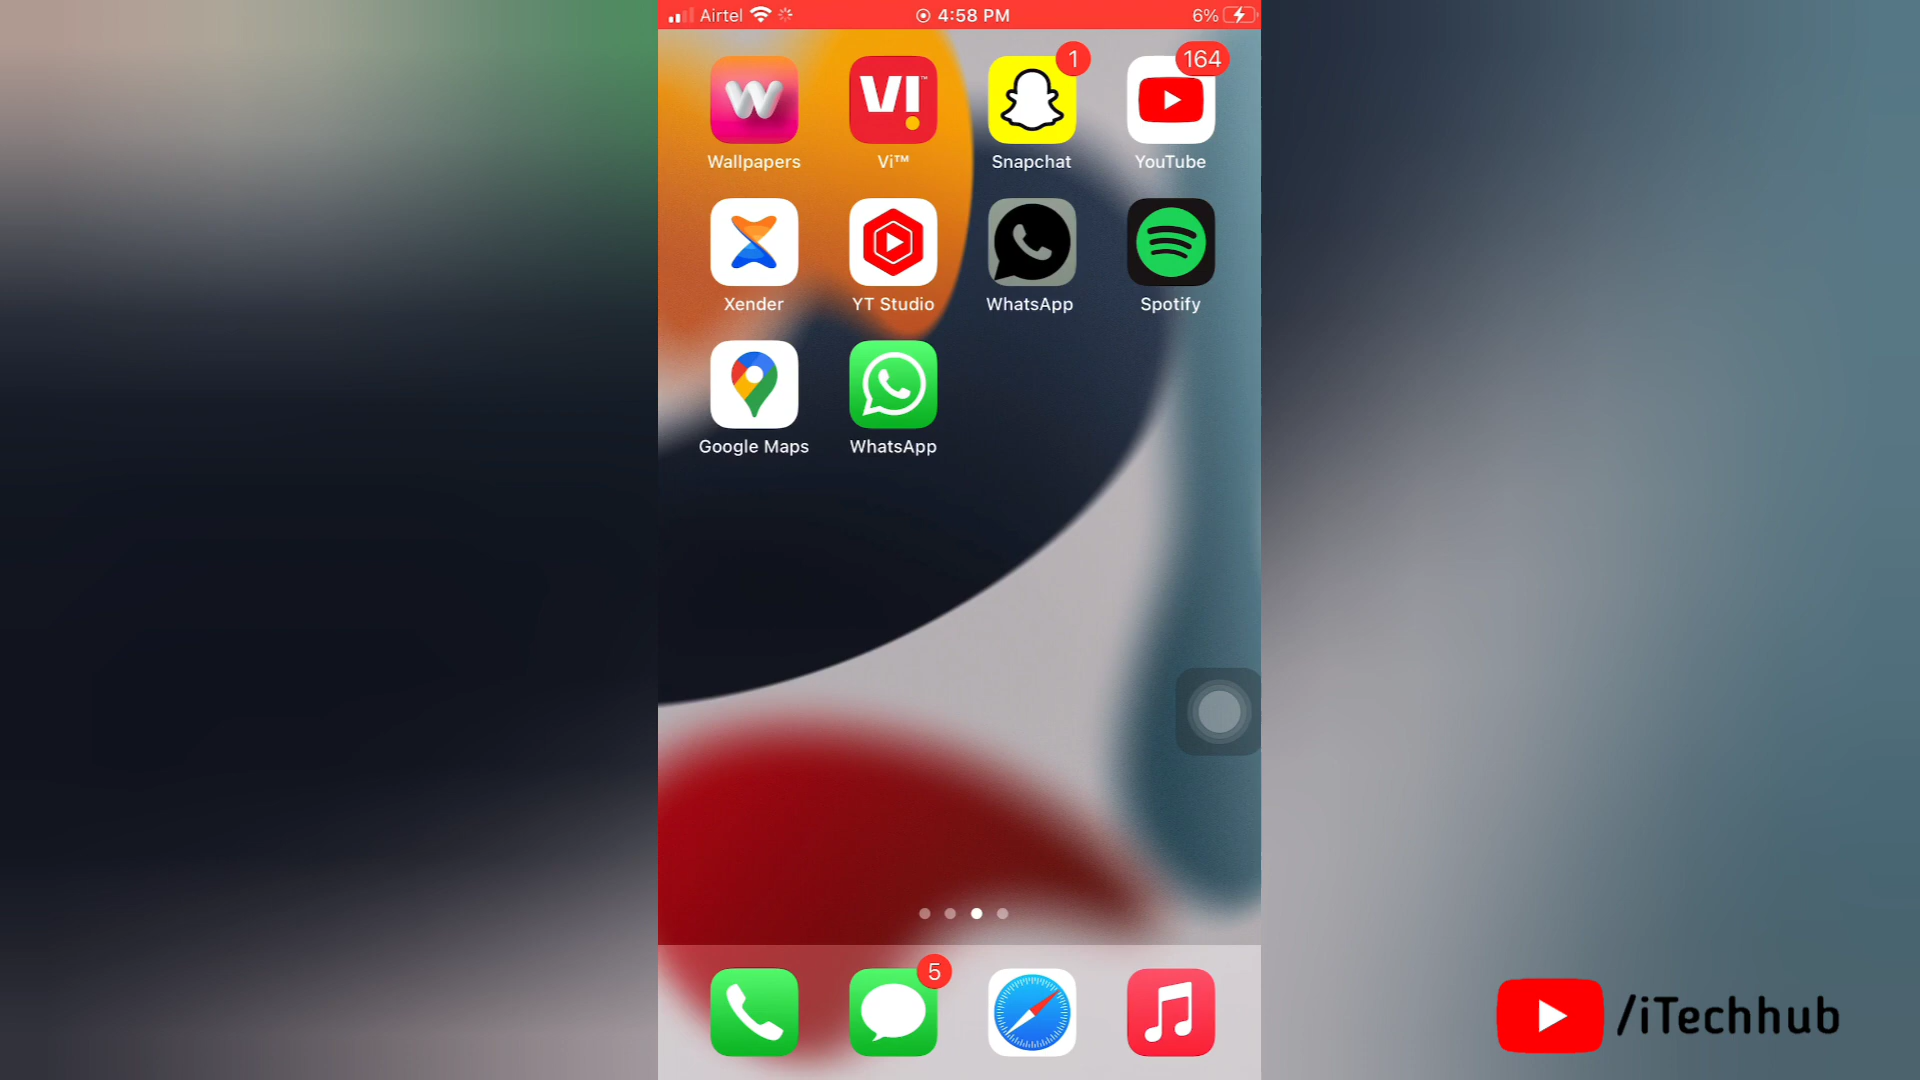 Airtel 4:58 PM 6%
1 164
W VI™
Wallpapers Vi™ Snapchat YouTube
Xender YT Studio WhatsApp Spotify
Google Maps WhatsApp
5
/iTechhub